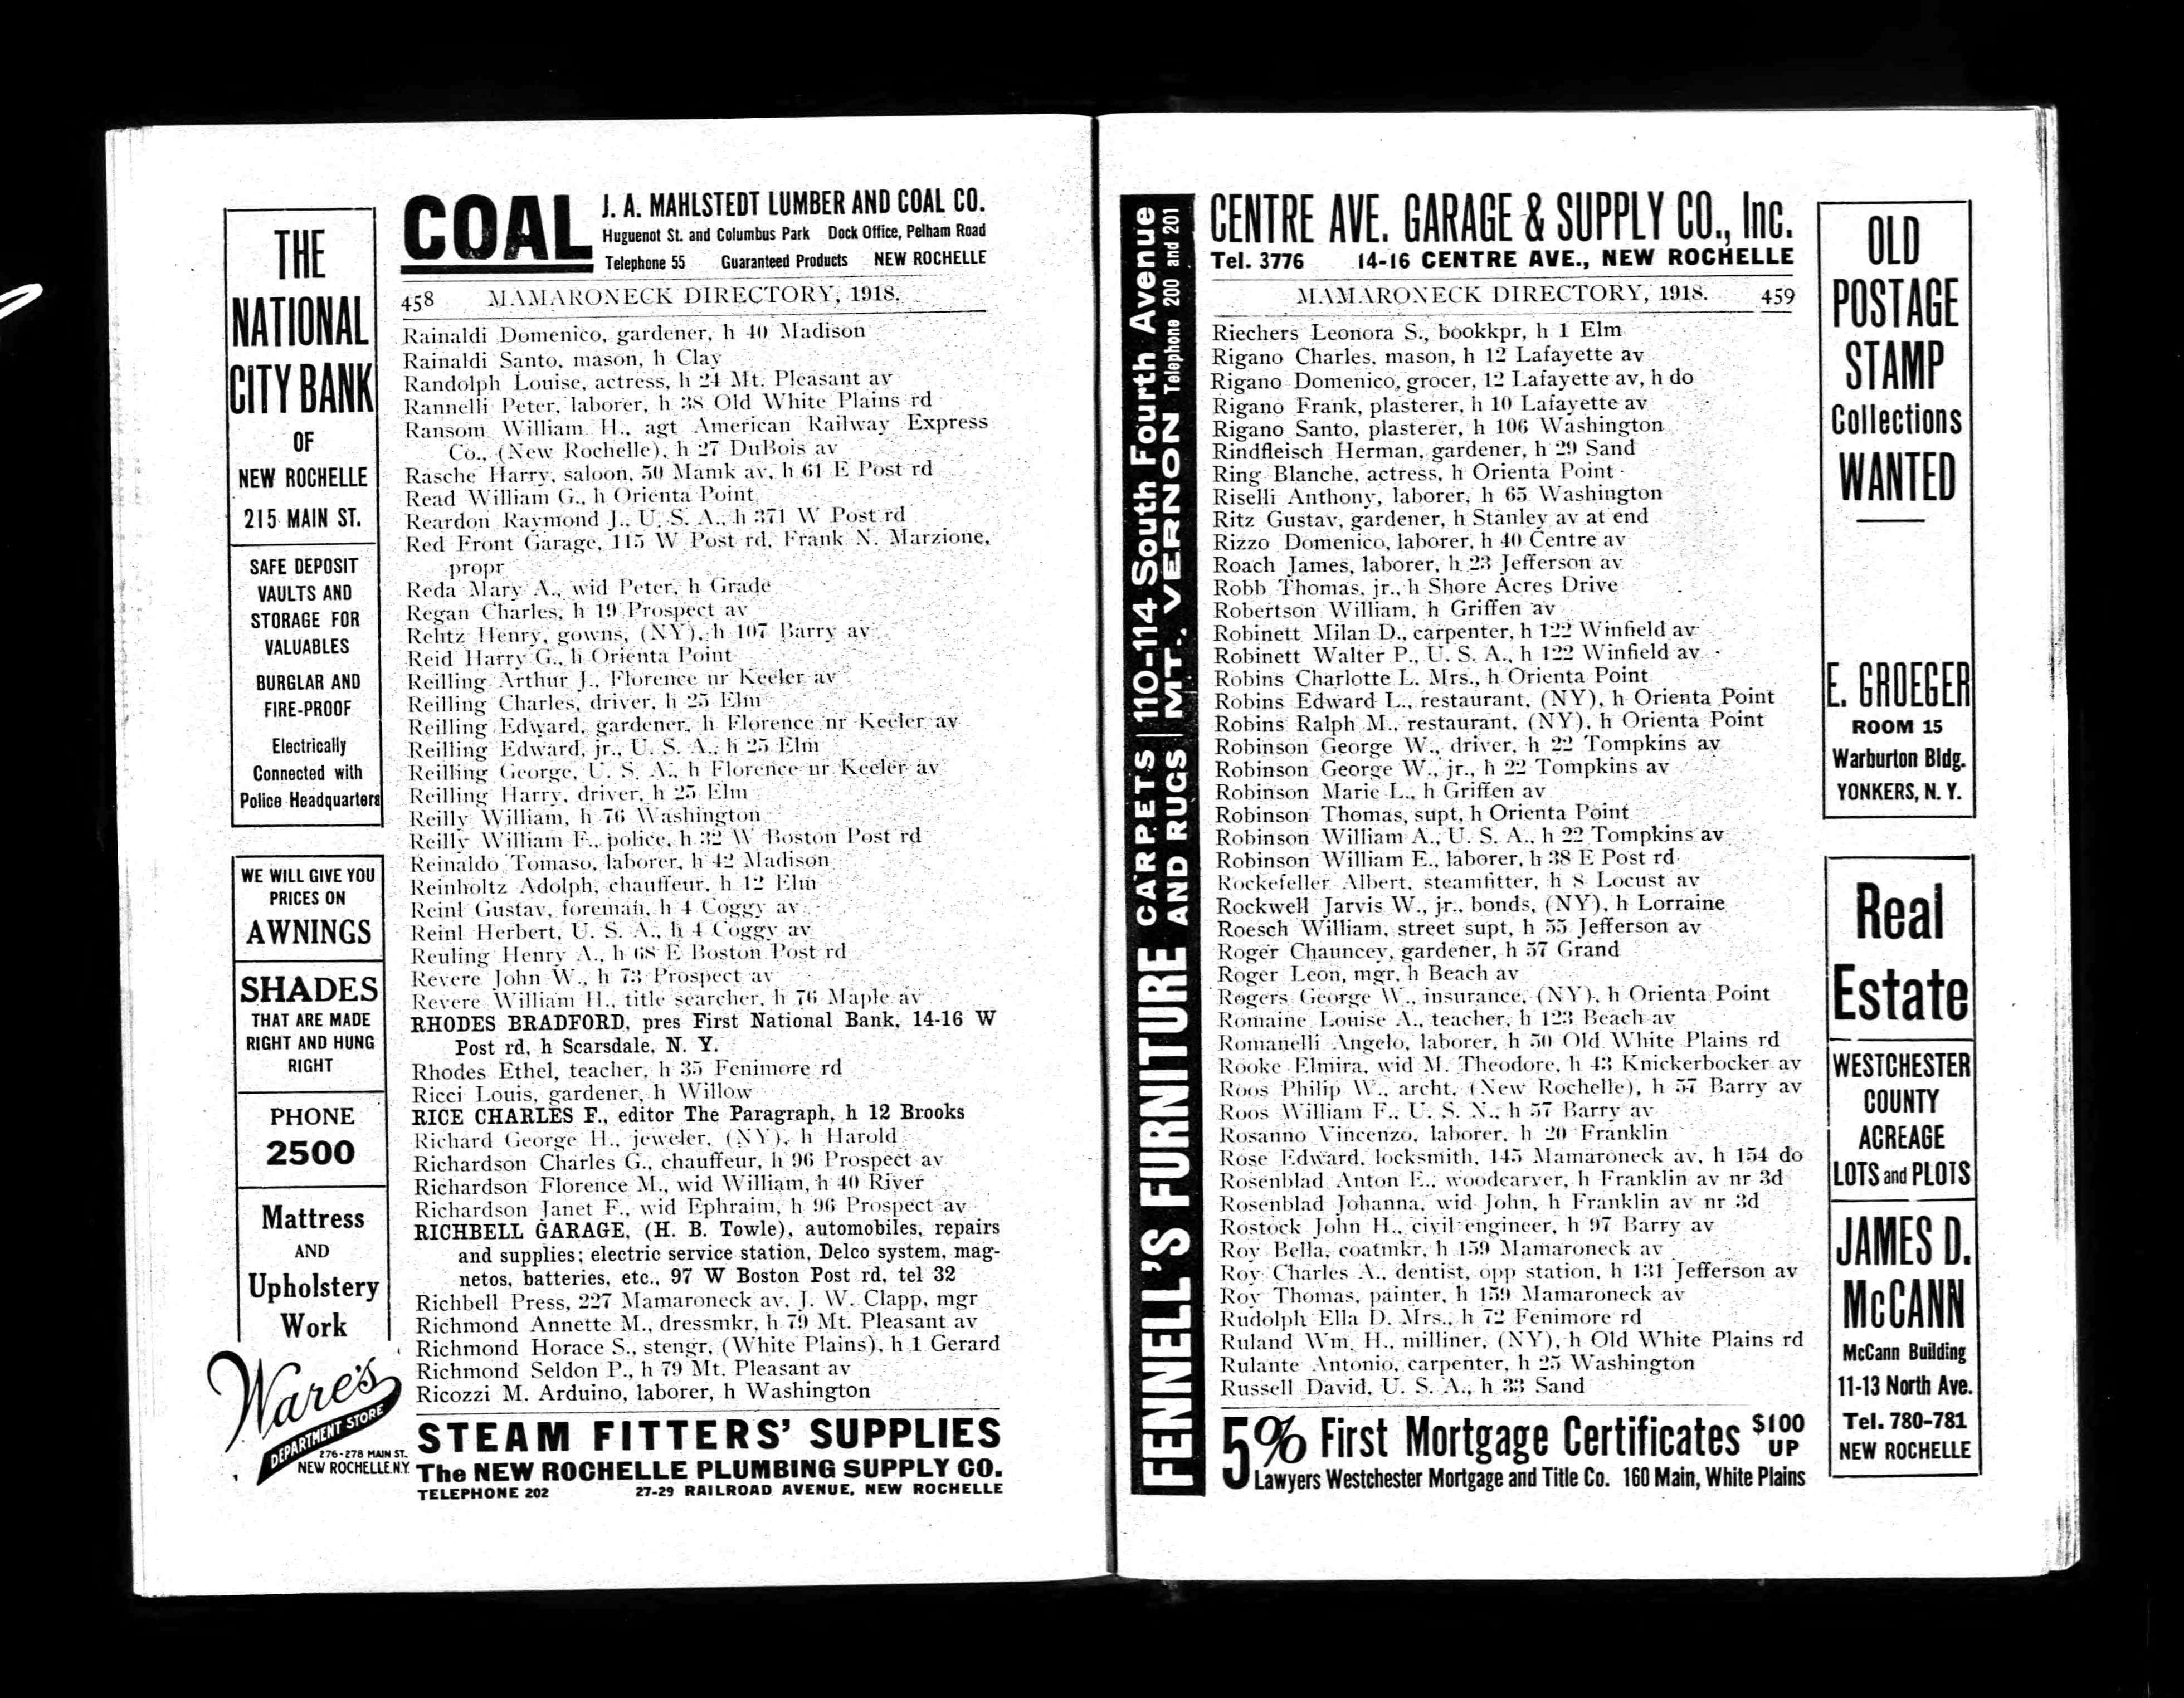 THE
NATIONAL
CITY BANK
OF
NEW ROCHELLE
215 MAIN ST.
SAFE DEPOSIT
VAULTS AND
STORAGE FOR
VALUABLES
BURGLAR AND
FIRE-PROOF
Electrically
Connected with
Police Headquarters
WE WILL GIVE YOU
PRICES ON
AWNINGS
SHADES
THAT ARE MADE
RIGHT AND HUNG
RIGHT
PHONE
2500
Mattress
AND
Upholstery
Work
Ware's
DEPARTMENT STORE
276-278 MAIN ST.
NEW ROCHELLE.N.Y.
COAL
J. A. MAHLSTEDT LUMBER AND COAL CO.
Huguenot St. and Columbus Park Dock Office, Pelham Road
Telephone 55 Guaranteed Products NEW ROCHELLE
458 MAMARONECK DIRECTORY, 1918.
Rainaldi Domenico, gardener, h 40 Madison
Rainaldi Santo, mason, h Clay
Randolph Louise, actress, h 24 Mt. Pleasant av
Rannelli Peter, laborer, h 38 Old White Plains rd
Ransom William H., agt American Railway Express
Co., (New Rochelle), h 27 DuBois av
Rasche Harry, saloon, 50 Mamk av, h 61 E Post rd
Read William G., h Orienta Point
Reardon Raymond J., U. S. A., h 371 W Post rd
Red Front Garage, 115 W Post rd, Frank N. Marzione,
propr
Reda Mary A., wid Peter, h Grade
Regan Charles, h 19 Prospect av
Rehtz Henry, gowns, (NY), h 107 Barry av
Reid Harry G., h Orienta Point
Reilling Arthur J., Florence nr Keeler av
Reilling Charles, driver, h 25 Elm
Reilling Edward, gardener, h Florence nr Keeler av
Reilling Edward, jr., U. S. A., h 25 Elm
Reilling George, U. S. A., h Florence nr Keeler av
Reilling Harry, driver, h 25 Elm
Reilly William, h 76 Washington
Reilly William F., police, h 32 W Boston Post rd
Reinaldo Tomaso, laborer, h 42 Madison
Reinholtz Adolph, chauffeur, h 12 Elm
Reinl Gustav, foreman, h 4 Coggy av
Reinl Herbert, U. S. A., h 4 Coggy av
Reuling Henry A., h 68 E Boston Post rd
Revere John W., h 73 Prospect av
Revere William H., title searcher, h 76 Maple av
RHODES BRADFORD, pres First National Bank, 14-16 W
Post rd, h Scarsdale, N. Y.
Rhodes Ethel, teacher, h 35 Fenimore rd
Ricci Louis, gardener, h Willow
RICE CHARLES F., editor The Paragraph, h 12 Brooks
Richard George H., jeweler, (NY), h Harold
Richardson Charles G., chauffeur, h 96 Prospect av
Richardson Florence M., wid William, h 40 River
Richardson Janet F., wid Ephraim, h 96 Prospect av
RICHBELL GARAGE, (H. B. Towle), automobiles, repairs
and supplies; electric service station, Delco system, mag-
netos, batteries, etc., 97 W Boston Post rd, tel 32
Richbell Press, 227 Mamaroneck av, J. W. Clapp, mgr
Richmond Annette M., dressmkr, h 79 Mt. Pleasant av
Richmond Horace S., stengr, (White Plains), h 1 Gerard
Richmond Seldon P., h 79 Mt. Pleasant av
Ricozzi M. Arduino, laborer, h Washington
STEAM FITTERS' SUPPLIES
The NEW ROCHELLE PLUMBING SUPPLY CO.
TELEPHONE 202 27-29 RAILROAD AVENUE, NEW ROCHELLE
FENNELL'S FURNITURE CARPETS AND RUGS 110-114 South Fourth Avenue MT. VERNON Telephone 200 and 201
CENTRE AVE. GARAGE & SUPPLY CO., Inc.
Tel. 3776 14-16 CENTRE AVE., NEW ROCHELLE
MAMARONECK DIRECTORY, 1918. 459
Riechers Leonora S., bookkpr, h 1 Elm
Rigano Charles, mason, h 12 Lafayette av
Rigano Domenico, grocer, 12 Lafayette av, h do
Rigano Frank, plasterer, h 10 Lafayette av
Rigano Santo, plasterer, h 106 Washington
Rindfleisch Herman, gardener, h 29 Sand
Ring Blanche, actress, h Orienta Point
Riselli Anthony, laborer, h 65 Washington
Ritz Gustav, gardener, h Stanley av at end
Rizzo Domenico, laborer, h 40 Centre av
Roach James, laborer, h 23 Jefferson av
Robb Thomas, jr., h Shore Acres Drive
Robertson William, h Griffen av
Robinett Milan D., carpenter, h 122 Winfield av
Robinett Walter P., U. S. A., h 122 Winfield av
Robins Charlotte L. Mrs., h Orienta Point
Robins Edward L., restaurant, (NY), h Orienta Point
Robins Ralph M., restaurant, (NY), h Orienta Point
Robinson George W., driver, h 22 Tompkins av
Robinson George W., jr., h 22 Tompkins av
Robinson Marie L., h Griffen av
Robinson Thomas, supt, h Orienta Point
Robinson William A., U. S. A., h 22 Tompkins av
Robinson William E., laborer, h 38 E Post rd
Rockefeller Albert, steamfitter, h 8 Locust av
Rockwell Jarvis W., jr., bonds, (NY), h Lorraine
Roesch William, street supt, h 55 Jefferson av
Roger Chauncey, gardener, h 57 Grand
Roger Leon, mgr, h Beach av
Rogers George W., insurance, (NY), h Orienta Point
Romaine Louise A., teacher, h 123 Beach av
Romanelli Angelo, laborer, h 50 Old White Plains rd
Rooke Elmira, wid M. Theodore, h 43 Knickerbocker av
Roos Philip W., archt, (New Rochelle), h 57 Barry av
Roos William F., U. S. N., h 57 Barry av
Rosanno Vincenzo, laborer, h 20 Franklin
Rose Edward, locksmith, 145 Mamaroneck av, h 154 do
Rosenblad Anton E., woodcarver, h Franklin av nr 3d
Rosenblad Johanna, wid John, h Franklin av nr 3d
Rostock John H., civil engineer, h 97 Barry av
Roy Bella, coatmkr, h 159 Mamaroneck av
Roy Charles A., dentist, opp station, h 131 Jefferson av
Roy Thomas, painter, h 159 Mamaroneck av
Rudolph Ella D. Mrs., h 72 Fenimore rd
Ruland Wm. H., milliner, (NY), h Old White Plains rd
Rulante Antonio, carpenter, h 25 Washington
Russell David, U. S. A., h 33 Sand
5% First Mortgage Certificates $100 UP
Lawyers Westchester Mortgage and Title Co. 160 Main, White Plains
OLD
POSTAGE
STAMP
Collections
WANTED
E. GROEGER
ROOM 15
Warburton Bldg.
YONKERS, N. Y.
Real
Estate
WESTCHESTER
COUNTY
ACREAGE
LOTS and PLOTS
JAMES D.
McCANN
McCann Building
11-13 North Ave.
Tel. 780-781
NEW ROCHELLE